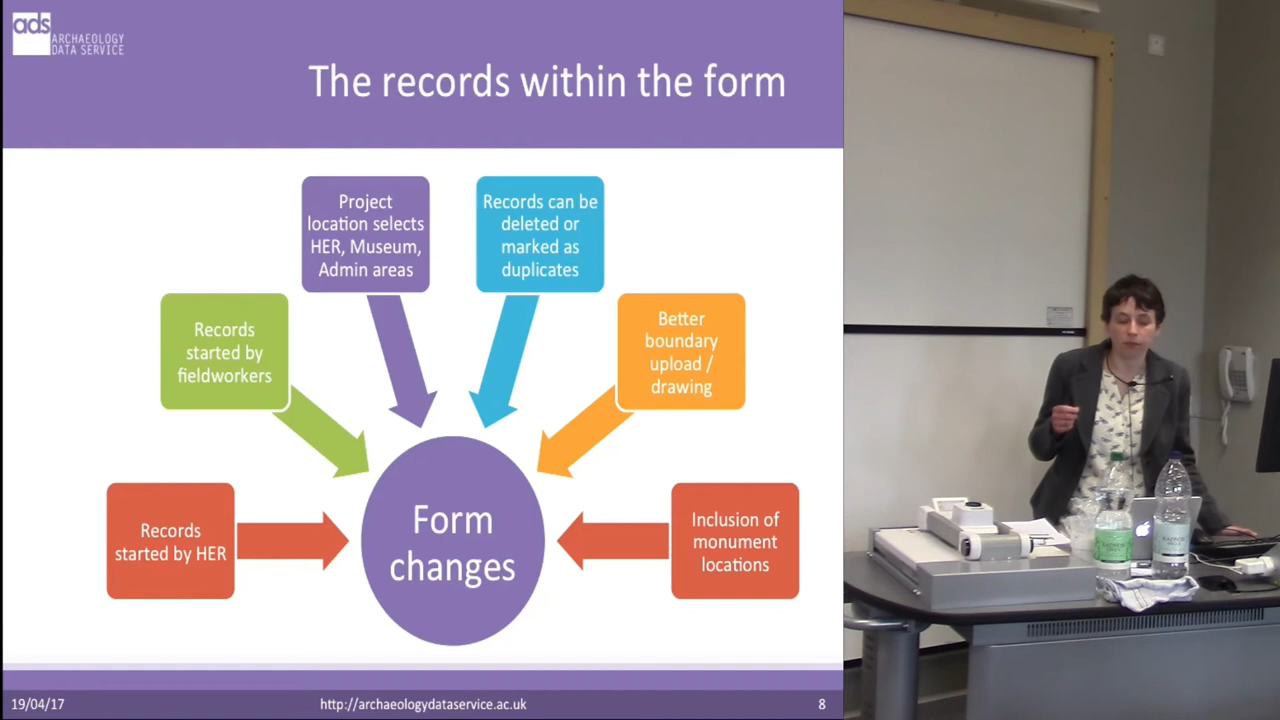 ads
ARCHAEOLOGY
DATA SERVICE
The records within the form
Project
location selects
HER, Museum,
Admin areas
Records can be
deleted or
marked as
duplicates
Records
started by
fieldworkers
Better
boundary
upload /
drawing
Records
started by HER
Form
changes
Inclusion of
monument
locations
19/04/17
http://archaeologydataservice.ac.uk
8